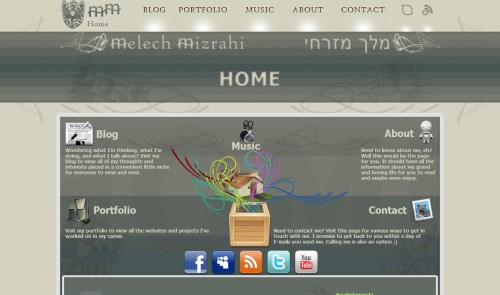 mm
Home
BLOG PORTFOLIO MUSIC ABOUT CONTACT
melech mizrahi
מלך מזרחי
HOME
Blog
Wondering what I'm thinking, what I'm
doing, and what I talk about? Visit my
blog to view all of my thoughts and
interests placed in a convenient little niche
for everyone to view and read.
Music
About
Need to know about me, eh?
Well this would be the page
for you. It should have all the
information about my grand
and boring life for you to read
and maybe even enjoy.
Portfolio
Visit my portfolio to view all the websites and projects I've
worked on in my career.
Contact
Need to contact me? Visit this page for various ways to get in
touch with me. I promise to get back to you within a day of
E-mails you send me. Calling me is also an option ;)
You
Tube